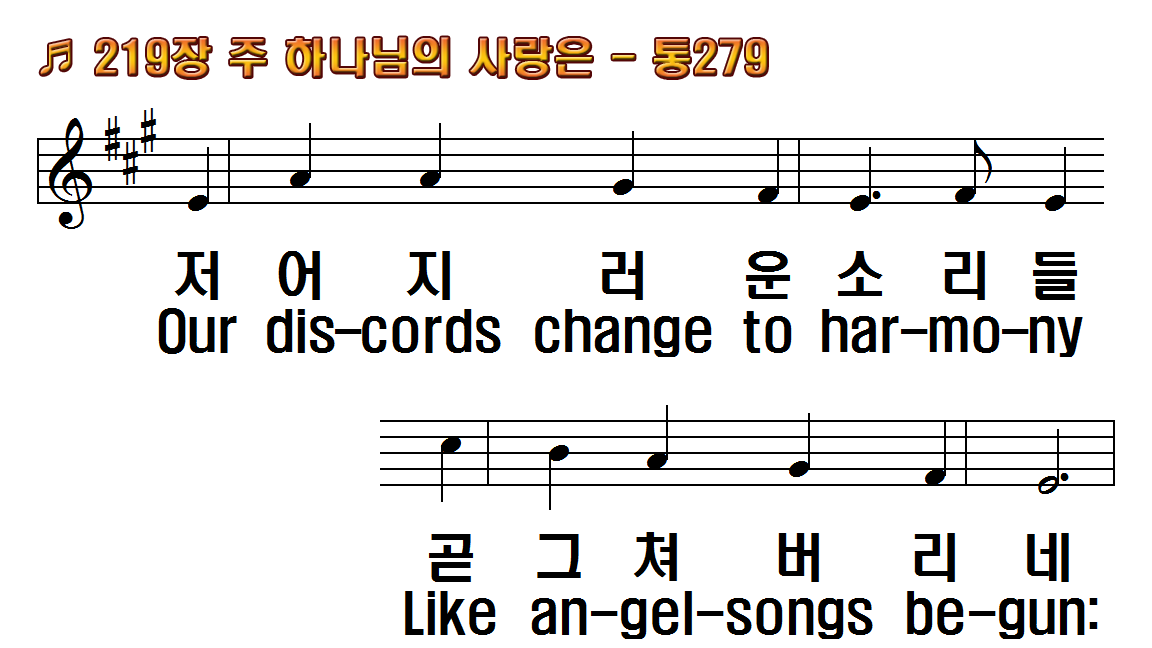 ♬ 219장 주 하나님의 사랑은 - 통279
저 어 지 러 운 소 리 들
Our dis-cords change to har-mo-ny
곧 그 쳐 버 리 네
Like an-gel-songs be-gun: